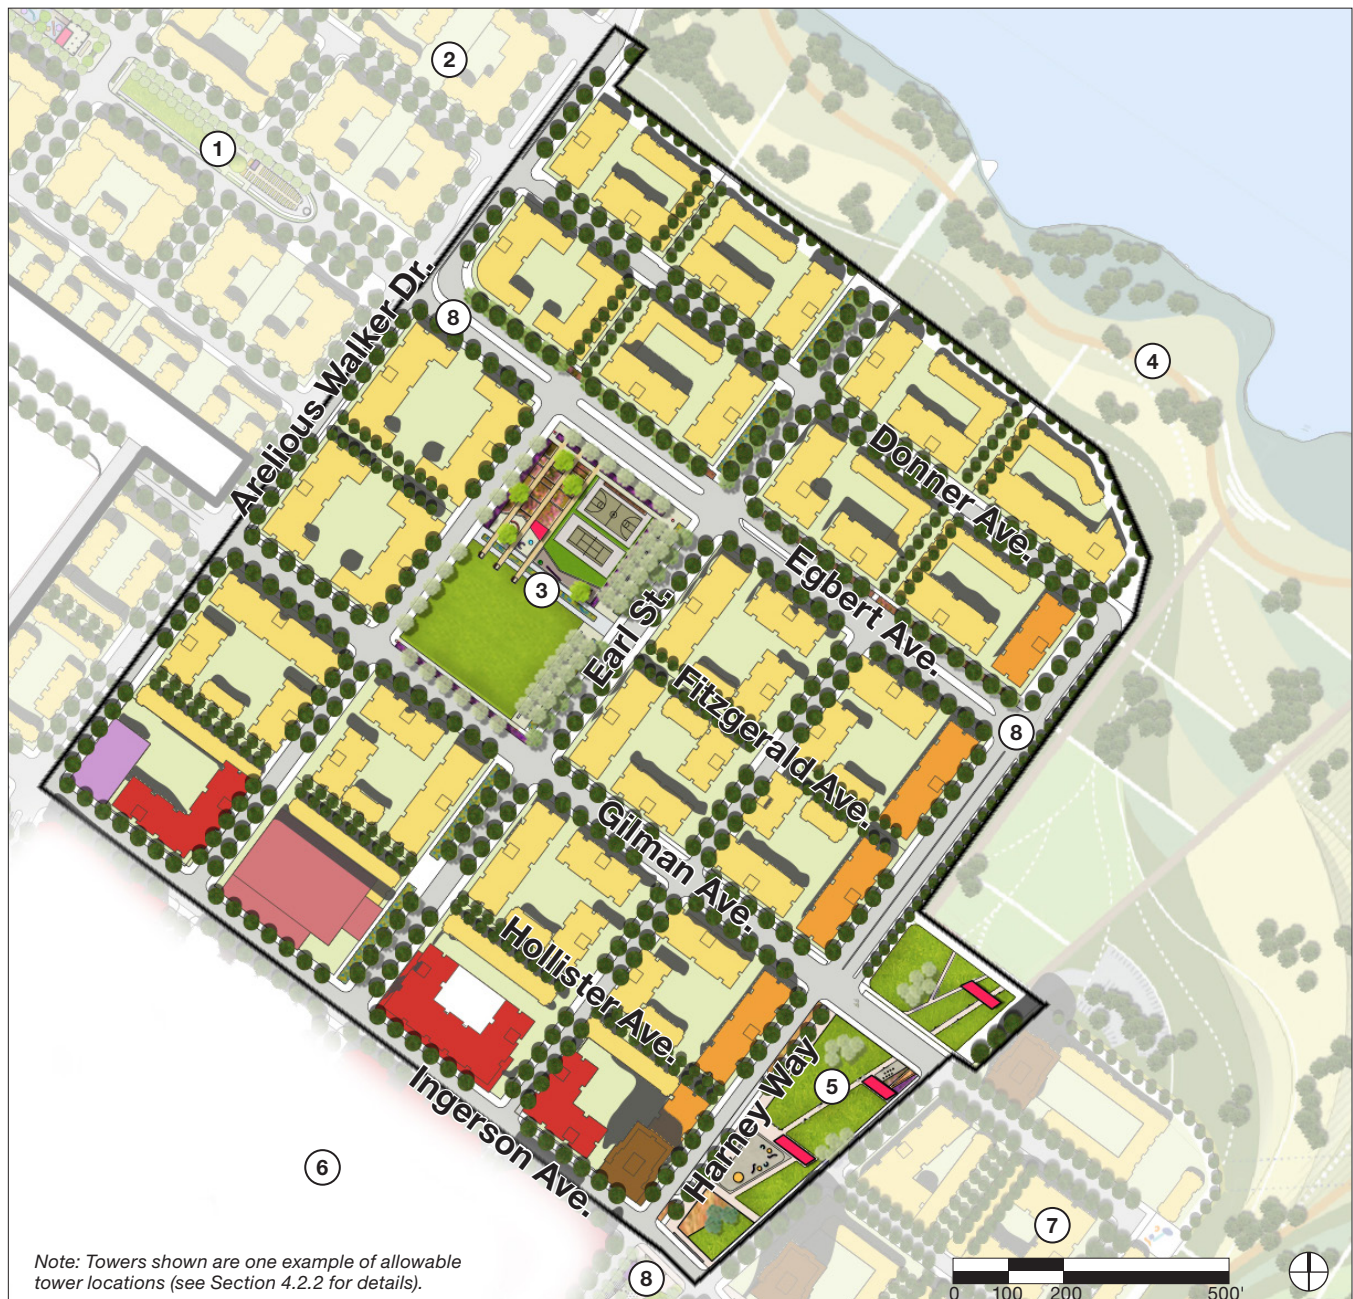 2
1
Arelious Walker Dr.
8
4
Donner Ave.
Egbert Ave.
3
Earl St.
Fitzgerald Ave.
8
Gilman Ave.
Hollister Ave.
Harney Way
5
Ingerson Ave.
6
7
8
Note: Towers shown are one example of allowable
tower locations (see Section 4.2.2 for details).
0 100 200 500'